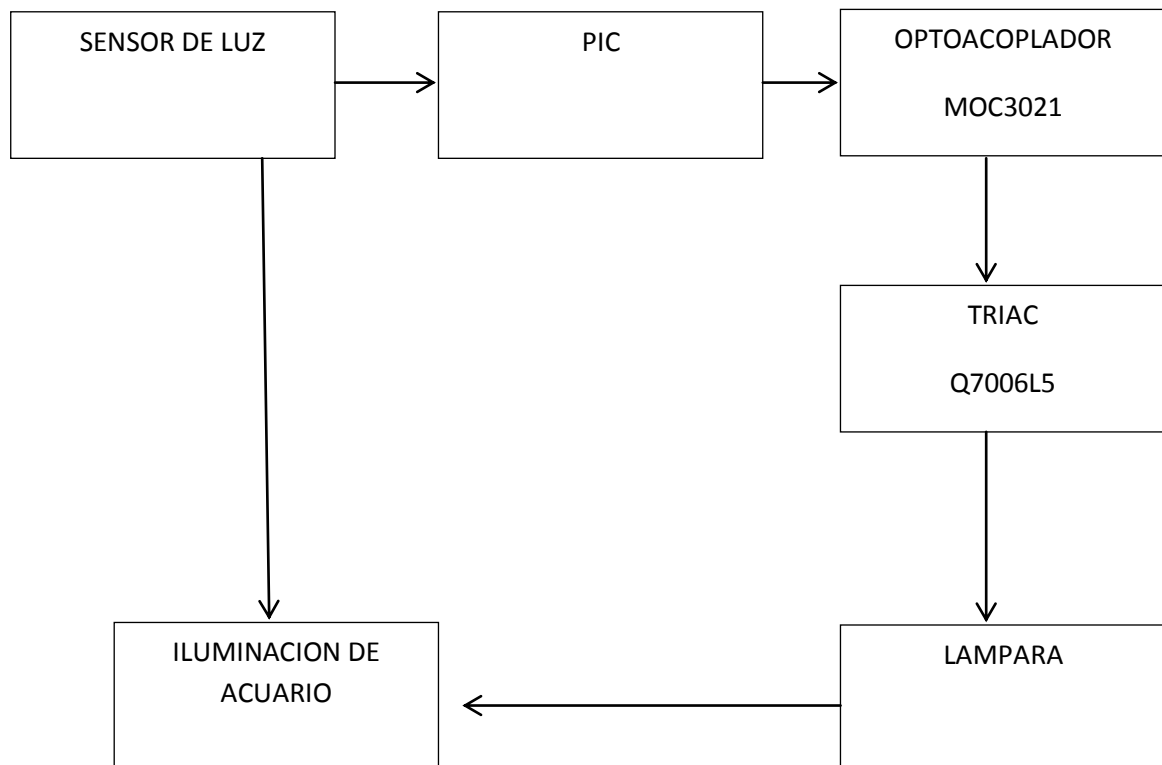 SENSOR DE LUZ
PIC
OPTOACOPLADOR
MOC3021
TRIAC
Q7006L5
ILUMINACION DE
ACUARIO
LAMPARA